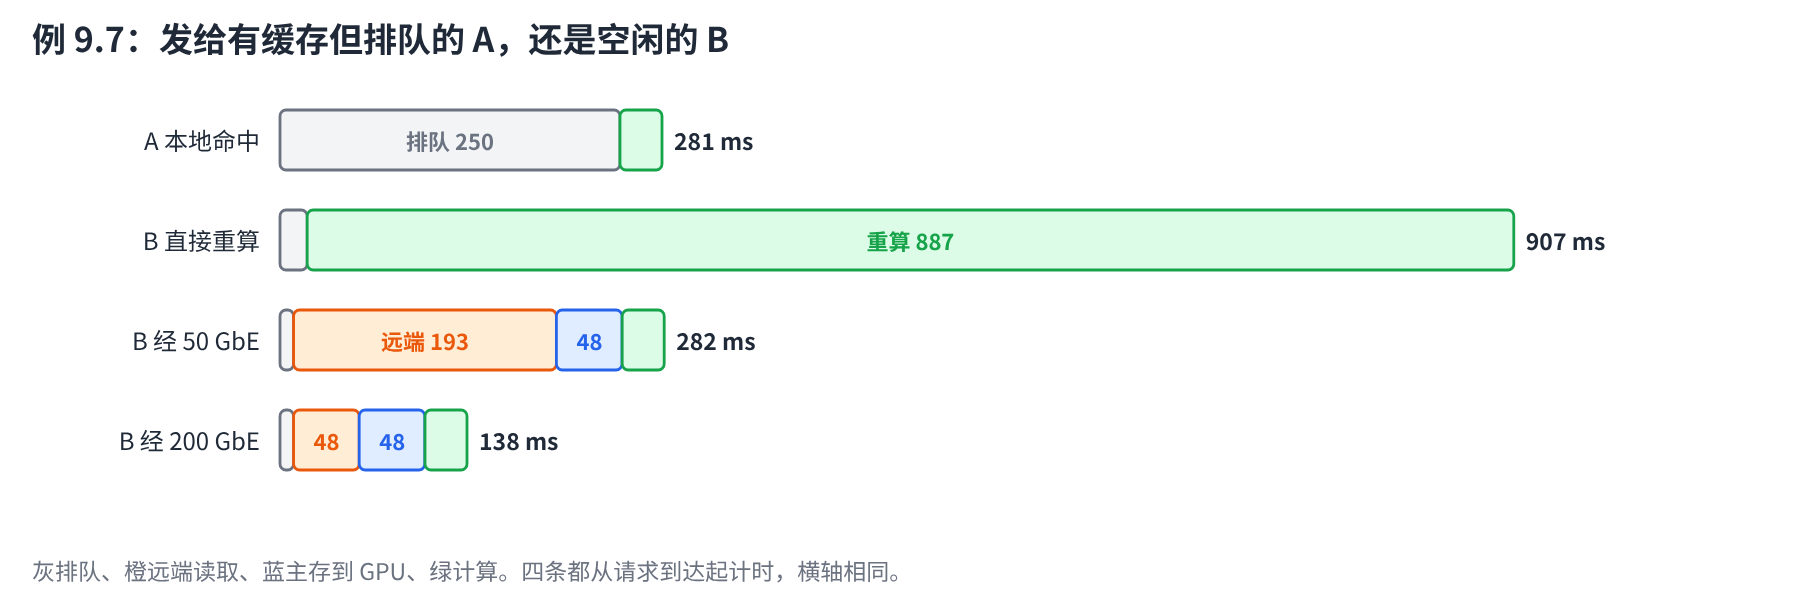 例 9.7：发给有缓存但排队的 A，还是空闲的 B
A 本地命中
排队 250
281 ms
B 直接重算
重算 887
907 ms
B 经 50 GbE
远端 193
48
282 ms
B 经 200 GbE
48
48
138 ms
灰排队、橙远端读取、蓝主存到 GPU、绿计算。四条都从请求到达起计时，横轴相同。